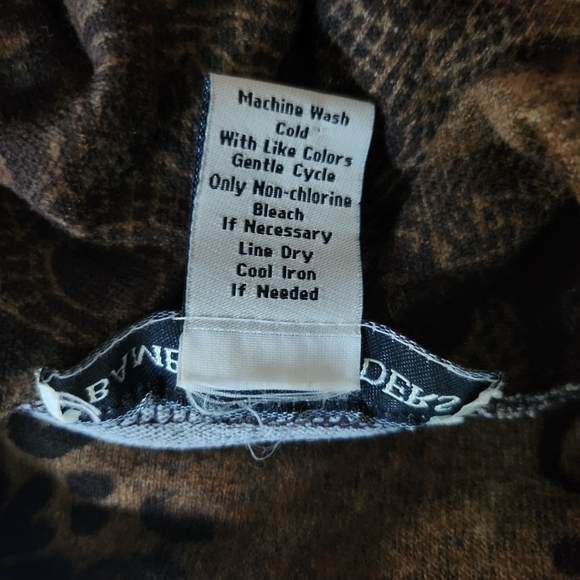 Machine Wash
Cold
With Like Colors
Gentle Cycle
Only Non-chlorine
Bleach
If Necessary
Line Dry
Cool Iron
If Needed